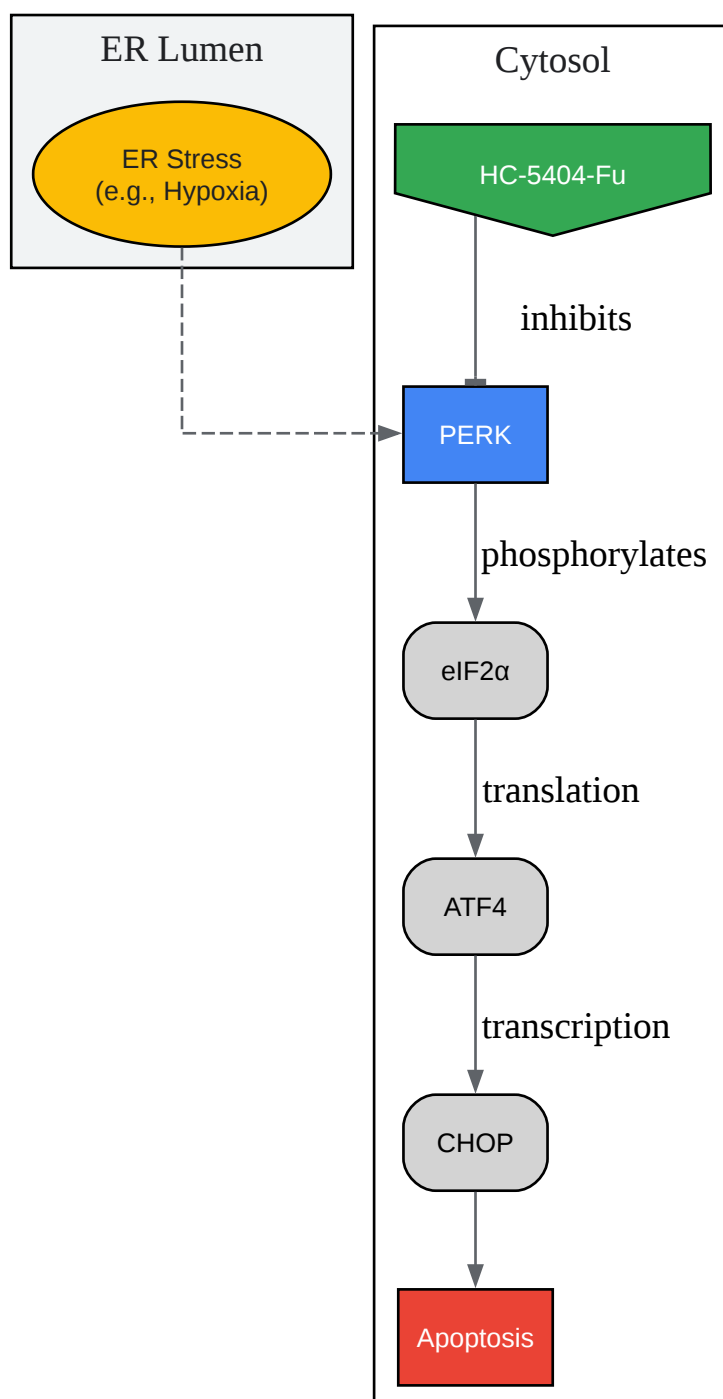 ER Lumen
ER Stress
(e.g., Hypoxia)
Cytosol
HC-5404-Fu
inhibits
PERK
phosphorylates
eIF2α
translation
ATF4
transcription
CHOP
Apoptosis